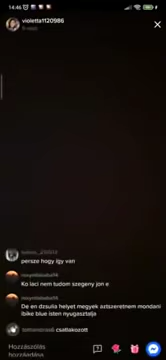 14:46
violetta1120986
persze hogy így van
Ko laci nem tudom szegeny jon e
De en dzsulia helyet megyek aztszeretnem mondani
ibike blue isten nyugasztalja
csatlakozott
Hozzászólás
hozzáadása